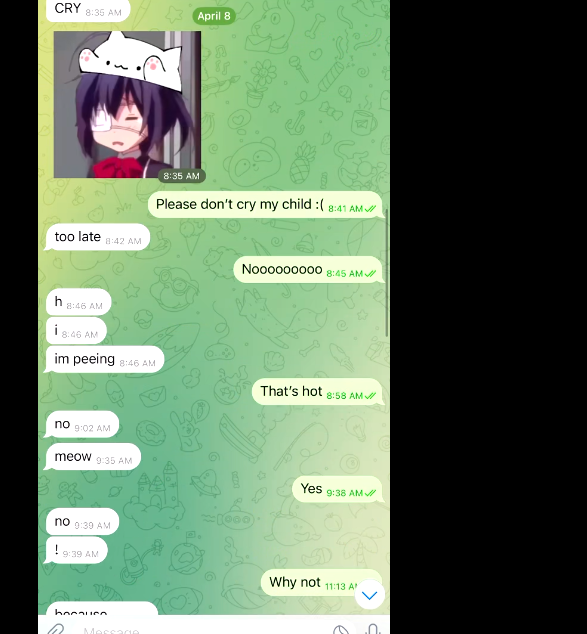 CRY 8:35 AM
April 8
8:35 AM
Please don't cry my child :( 8:41 AM
too late 8:42 AM
Nooooooooo 8:45 AM
h 8:46 AM
i 8:46 AM
im peeing 8:46 AM
That's hot 8:58 AM
no 9:02 AM
meow 9:35 AM
Yes 9:38 AM
no 9:39 AM
! 9:39 AM
Why not 11:13 AM
because
Message